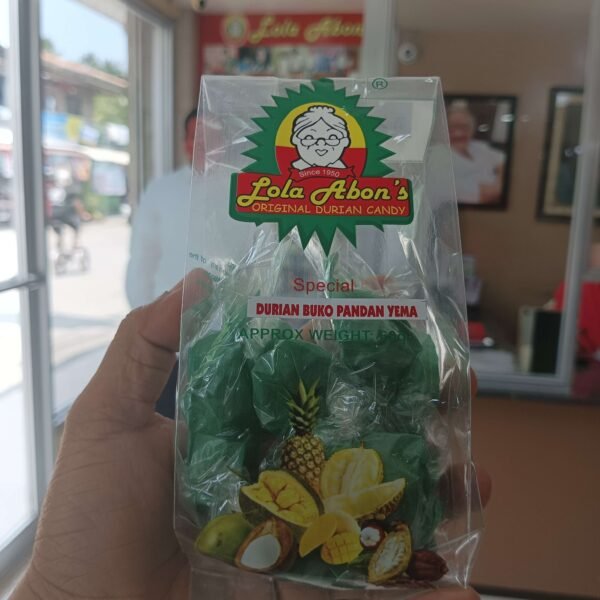 Lola Abon's
®
Since 1950
Lola Abon's
ORIGINAL DURIAN CANDY
Special
DURIAN BUKO PANDAN YEMA
APPROX WEIGHT: